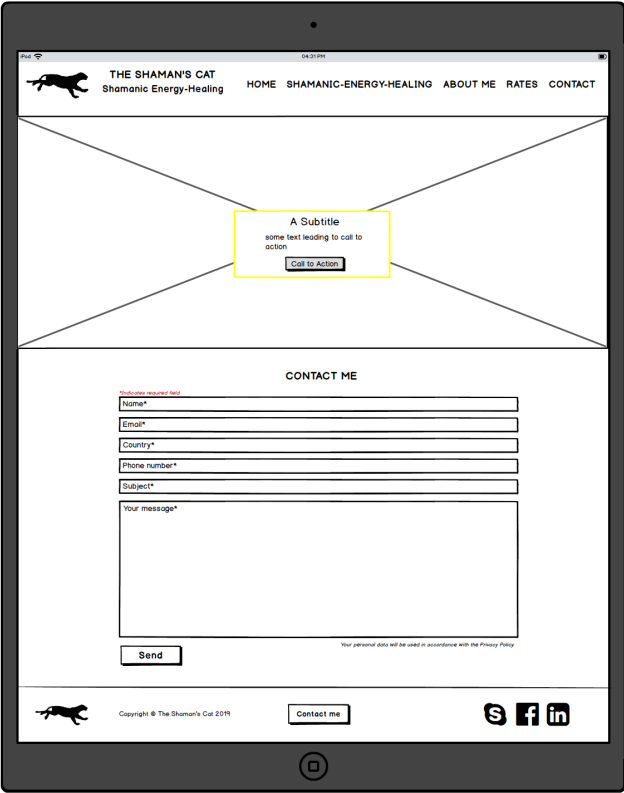 iPad
04:31 PM
THE SHAMAN'S CAT
Shamanic Energy-Healing
HOME SHAMANIC-ENERGY-HEALING ABOUT ME RATES CONTACT
A Subtitle
some text leading to call to
action
Call to Action
CONTACT ME
*Indicates required field
Name*
Email*
Country*
Phone number*
Subject*
Your message*
Your personal data will be used in accordance with the Privacy Policy.
Send
Copyright © The Shaman's Cat 2019
Contact me